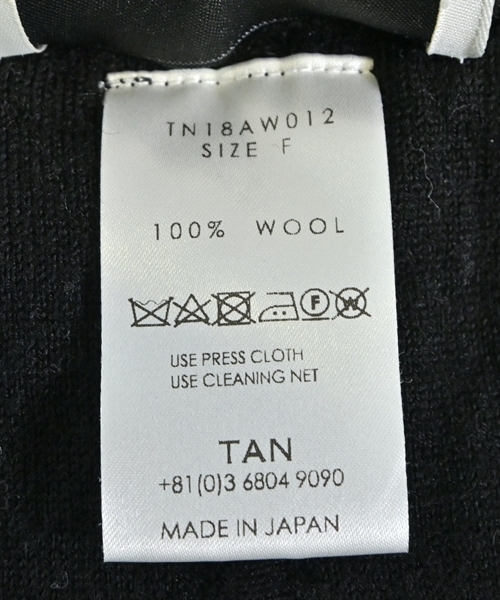 TN18AW012
SIZE F
100% WOOL
F W
USE PRESS CLOTH
USE CLEANING NET
TAN
+81(0)3 6804 9090
MADE IN JAPAN